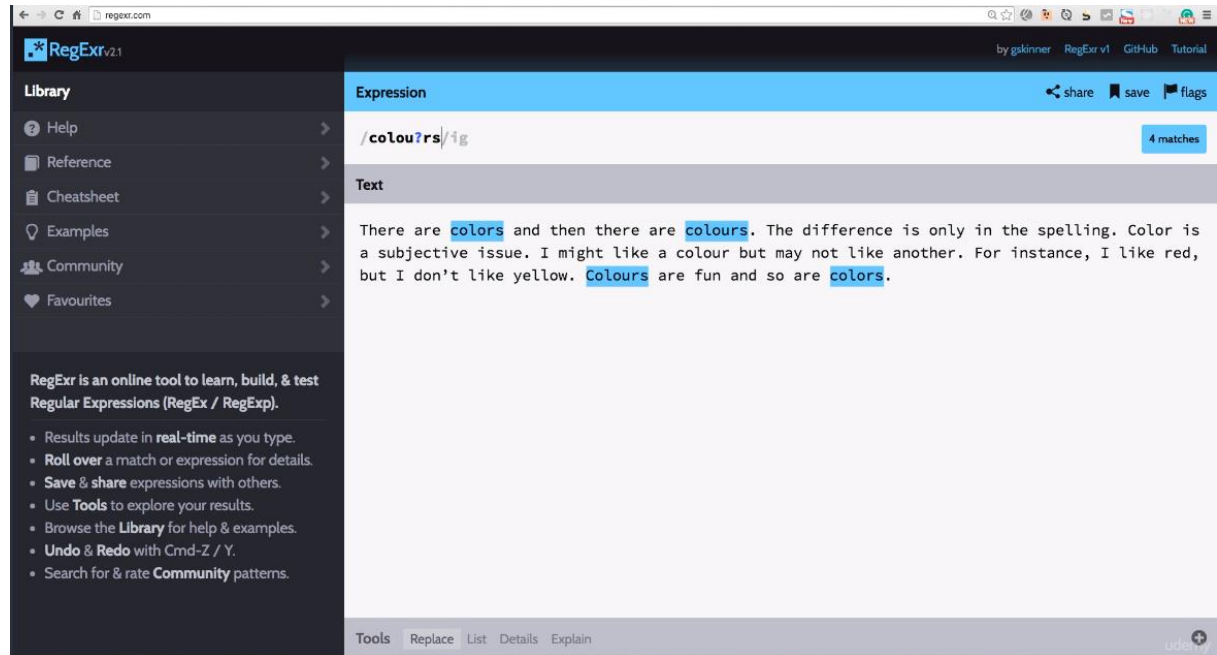 regexr.com
.* RegExr v2.1
by gskinner RegExr v1 GitHub Tutorial
Library
Help
Reference
Cheatsheet
Examples
Community
Favourites
RegExr is an online tool to learn, build, & test
Regular Expressions (RegEx / RegExp).
• Results update in real-time as you type.
• Roll over a match or expression for details.
• Save & share expressions with others.
• Use Tools to explore your results.
• Browse the Library for help & examples.
• Undo & Redo with Cmd-Z / Y.
• Search for & rate Community patterns.
Expression
share save flags
/colou?rs/ig
4 matches
Text
There are colors and then there are colours. The difference is only in the spelling. Color is
a subjective issue. I might like a colour but may not like another. For instance, I like red,
but I don’t like yellow. Colours are fun and so are colors.
Tools Replace List Details Explain
udemy